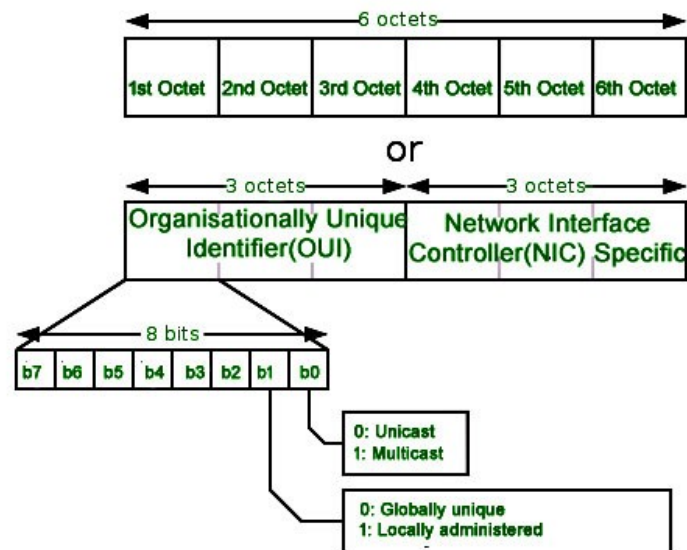 6 octets
1st Octet 2nd Octet 3rd Octet 4th Octet 5th Octet 6th Octet
or
3 octets 3 octets
Organisationally Unique
Identifier(OUI)
Network Interface
Controller(NIC) Specific
8 bits
b7 b6 b5 b4 b3 b2 b1 b0
0: Unicast
1: Multicast
0: Globally unique
1: Locally administered